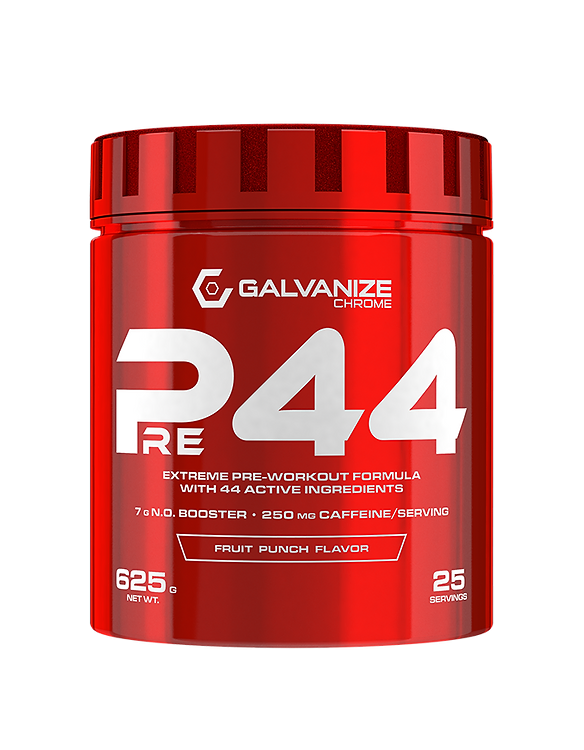 GALVANIZE
CHROME
PRE 44
EXTREME PRE-WORKOUT FORMULA
WITH 44 ACTIVE INGREDIENTS
7 G N.O. BOOSTER • 250 MG CAFFEINE/SERVING
FRUIT PUNCH FLAVOR
625 G
NET WT.
25
SERVINGS